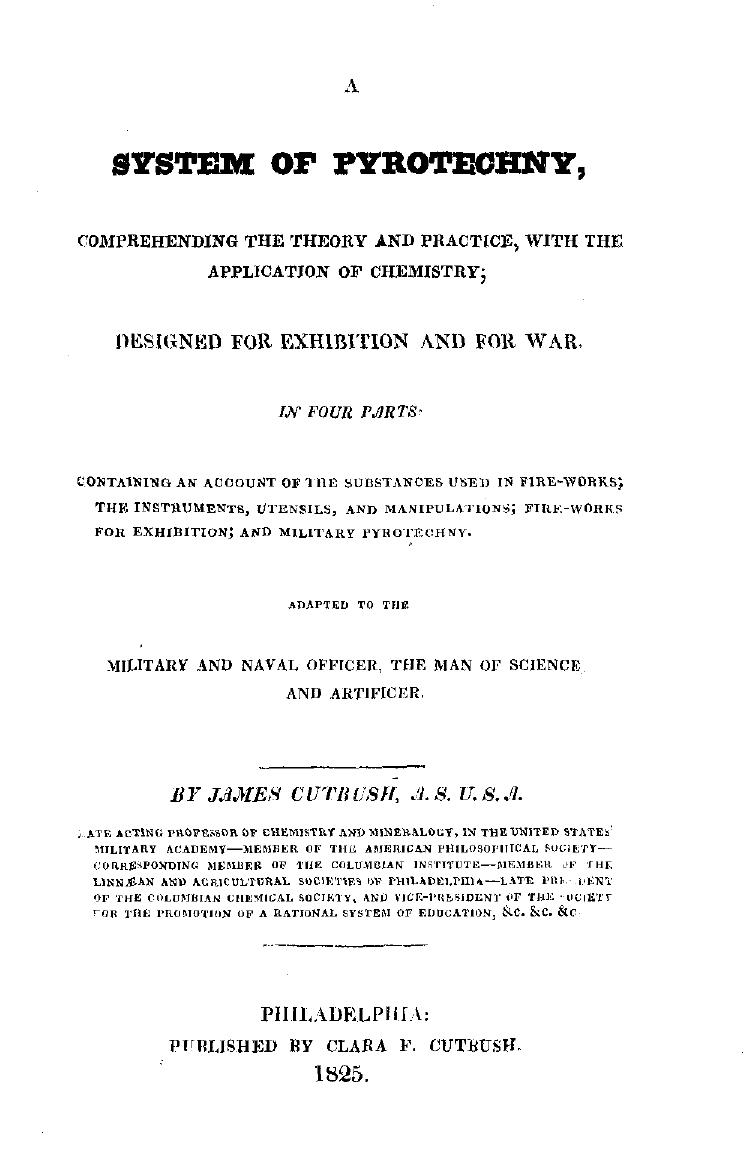 A
SYSTEM OF PYROTECHNY,
COMPREHENDING THE THEORY AND PRACTICE, WITH THE
APPLICATION OF CHEMISTRY;
DESIGNED FOR EXHIBITION AND FOR WAR.
IN FOUR PARTS.
CONTAINING AN ACCOUNT OF THE SUBSTANCES USED IN FIRE-WORKS;
THE INSTRUMENTS, UTENSILS, AND MANIPULATIONS; FIRE-WORKS
FOR EXHIBITION; AND MILITARY PYROTECHNY.
ADAPTED TO THE
MILITARY AND NAVAL OFFICER, THE MAN OF SCIENCE
AND ARTIFICER.
BY JAMES CUTBUSH, A. S. U. S. A.
LATE ACTING PROFESSOR OF CHEMISTRY AND MINERALOGY, IN THE UNITED STATES'
MILITARY ACADEMY—MEMBER OF THE AMERICAN PHILOSOPHICAL SOCIETY—
CORRESPONDING MEMBER OF THE COLUMBIAN INSTITUTE—MEMBER OF THE
LINNÆAN AND AGRICULTURAL SOCIETIES OF PHILADELPHIA—LATE PRESIDENT
OF THE COLUMBIAN CHEMICAL SOCIETY, AND VICE-PRESIDENT OF THE SOCIETY
FOR THE PROMOTION OF A RATIONAL SYSTEM OF EDUCATION, &c. &c. &c
PHILADELPHIA:
PUBLISHED BY CLARA F. CUTBUSH.
1825.